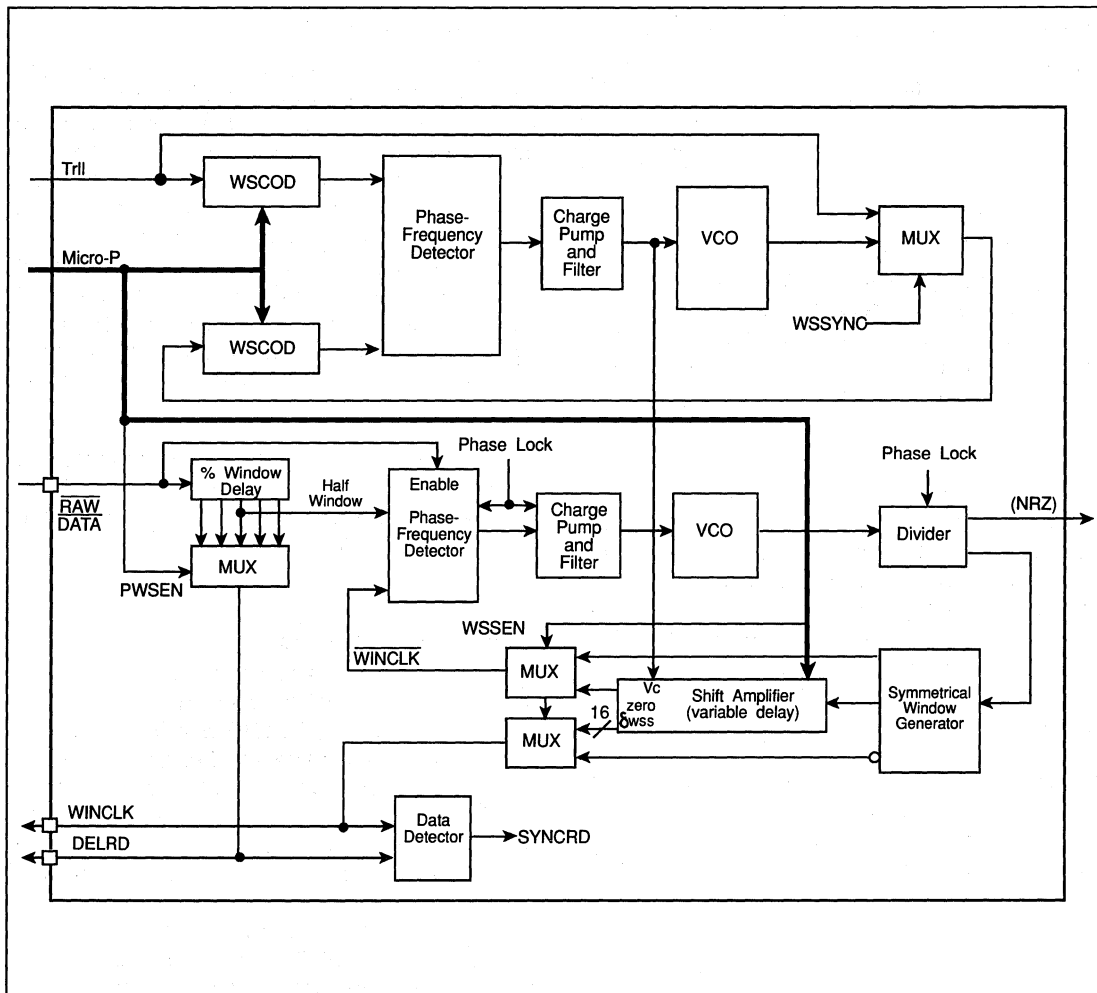 TrII
WSCOD
Phase-
Frequency
Detector
Charge
Pump
and
Filter
VCO
MUX
Micro-P
WSSYNC
WSCOD
Phase Lock
Phase Lock
% Window
Delay
Half
Window
Enable
Phase-
Frequency
Detector
Charge
Pump
and
Filter
VCO
Divider
(NRZ)
RAW
DATA
MUX
PWSEN
WSSEN
WINCLK
MUX
Vc
zero
δwss
Shift Amplifier
(variable delay)
Symmetrical
Window
Generator
16
MUX
WINCLK
Data
Detector
SYNCRD
DELRD